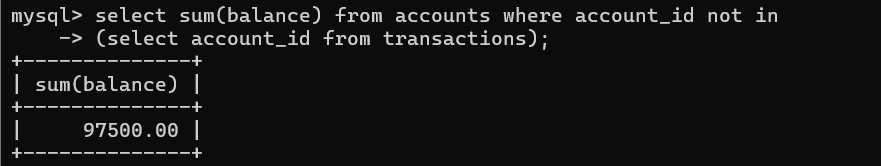 mysql> select sum(balance) from accounts where account_id not in
    -> (select account_id from transactions);
+--------------+
| sum(balance) |
+--------------+
|     97500.00 |
+--------------+